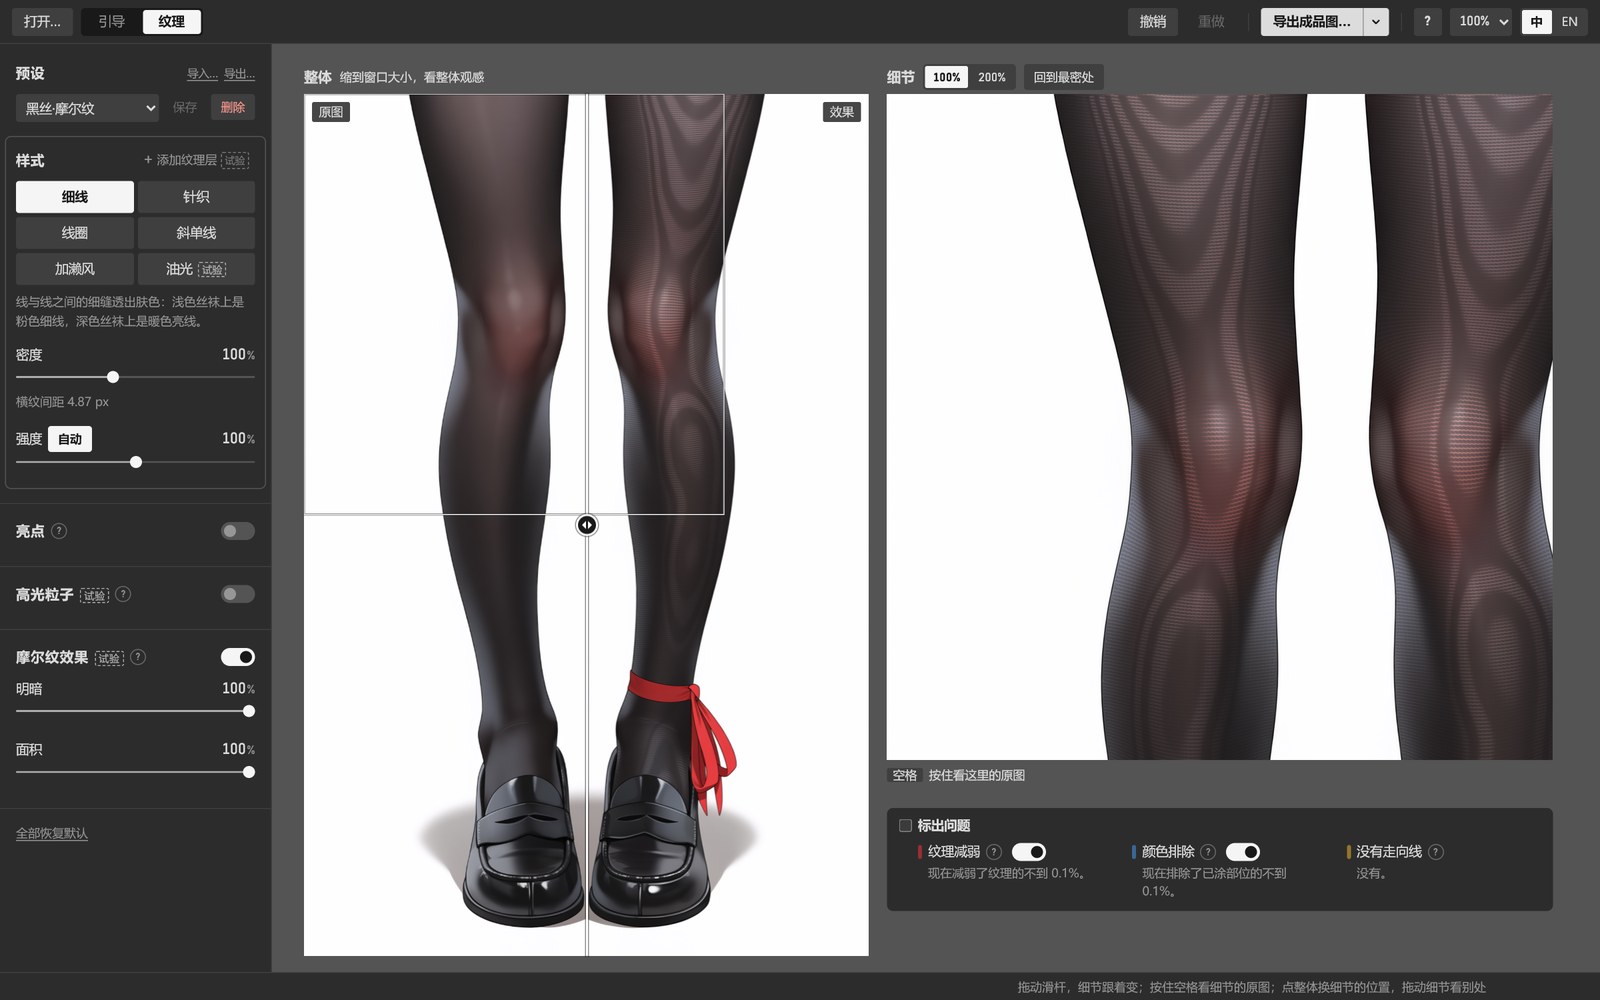 打开...
引导
纹理
撤销
重做
导出成品图...
?
100%
中
EN
预设
导入...
导出...
黑丝·摩尔纹
保存
删除
样式
+ 添加纹理层 试验
细线
针织
线圈
斜单线
加濑风
油光 试验
线与线之间的细缝透出肤色：浅色丝袜上是
粉色细线，深色丝袜上是暖色亮线。
密度
100%
横纹间距 4.87 px
强度
自动
100%
亮点 ?
高光粒子 试验 ?
摩尔纹效果 试验 ?
明暗
100%
面积
100%
全部恢复默认
整体 缩到窗口大小，看整体观感
原图
效果
细节
100%
200%
回到最密处
空格 按住看这里的原图
标出问题
纹理减弱 ?
现在减弱了纹理的不到 0.1%。
颜色排除 ?
现在排除了已涂部位的不到
0.1%。
没有走向线 ?
没有。
拖动滑杆，细节跟着变；按住空格看细节的原图；点整体换细节的位置，拖动细节看别处